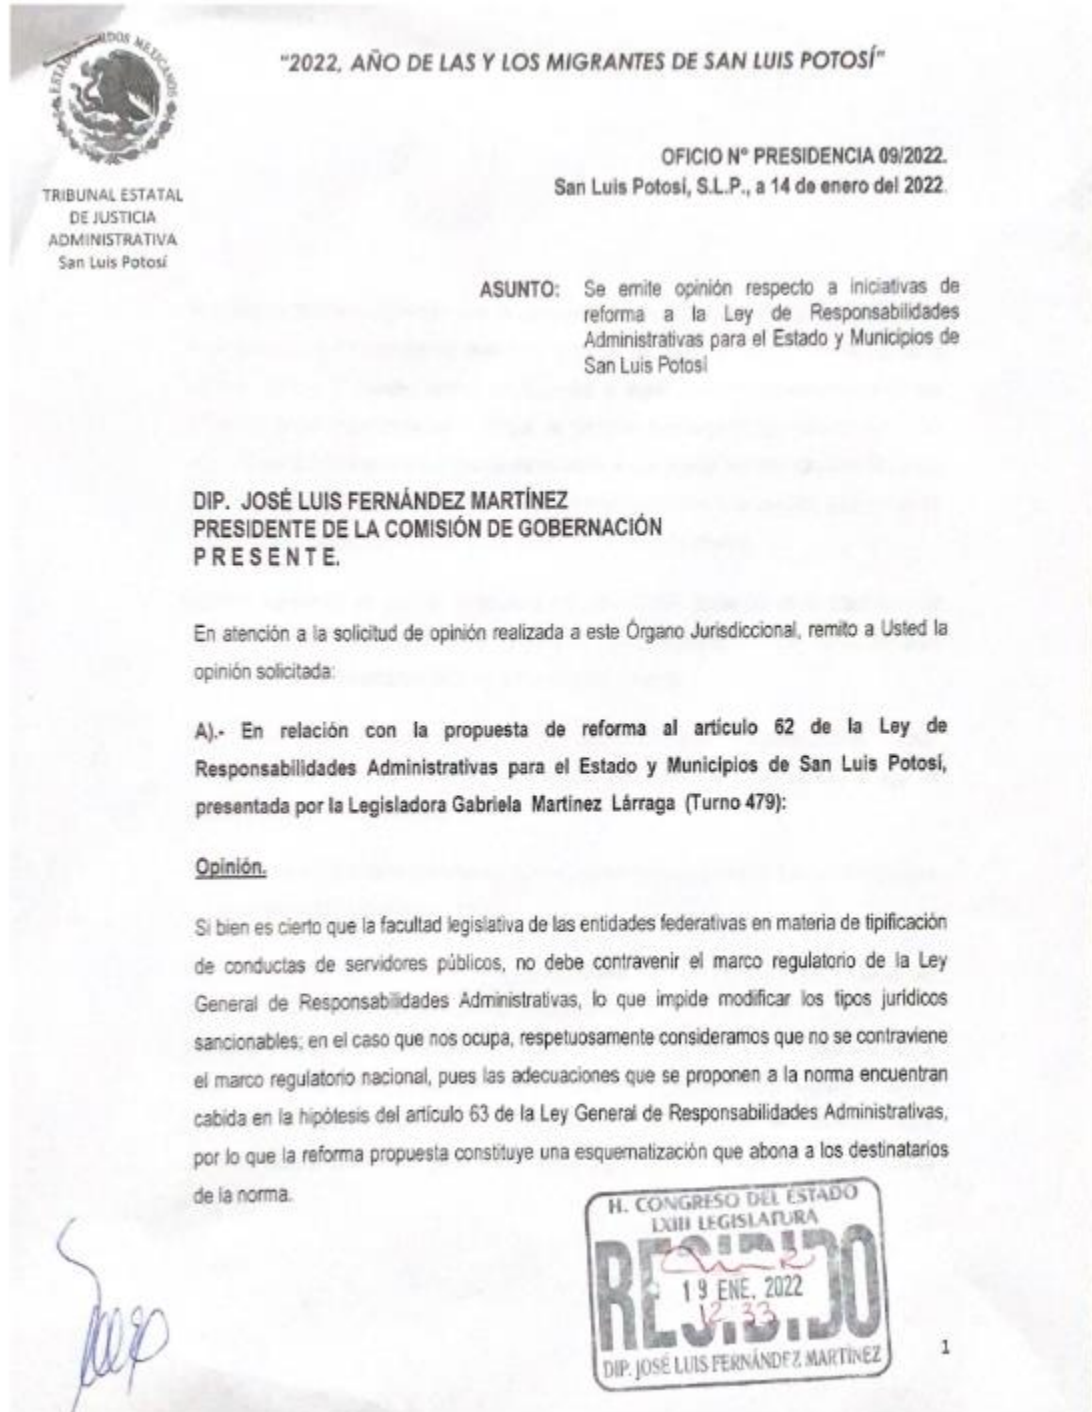 "2022, AÑO DE LAS Y LOS MIGRANTES DE SAN LUIS POTOSÍ"
ESTADOS UNIDOS MEXICANOS
TRIBUNAL ESTATAL
DE JUSTICIA
ADMINISTRATIVA
San Luis Potosí
OFICIO N° PRESIDENCIA 09/2022.
San Luis Potosí, S.L.P., a 14 de enero del 2022.
ASUNTO: Se emite opinión respecto a iniciativas de
reforma a la Ley de Responsabilidades
Administrativas para el Estado y Municipios de
San Luis Potosí
DIP. JOSÉ LUIS FERNÁNDEZ MARTÍNEZ
PRESIDENTE DE LA COMISIÓN DE GOBERNACIÓN
P R E S E N T E.
En atención a la solicitud de opinión realizada a este Órgano Jurisdiccional, remito a Usted la
opinión solicitada:
A).- En relación con la propuesta de reforma al artículo 62 de la Ley de
Responsabilidades Administrativas para el Estado y Municipios de San Luis Potosí,
presentada por la Legisladora Gabriela Martínez Lárraga (Turno 479):
Opinión.
Si bien es cierto que la facultad legislativa de las entidades federativas en materia de tipificación
de conductas de servidores públicos, no debe contravenir el marco regulatorio de la Ley
General de Responsabilidades Administrativas, lo que impide modificar los tipos jurídicos
sancionables; en el caso que nos ocupa, respetuosamente consideramos que no se contraviene
el marco regulatorio nacional, pues las adecuaciones que se proponen a la norma encuentran
cabida en la hipótesis del artículo 63 de la Ley General de Responsabilidades Administrativas,
por lo que la reforma propuesta constituye una esquematización que abona a los destinatarios
de la norma.
H. CONGRESO DEL ESTADO
LXIII LEGISLATURA
RECIBIDO
19 ENE. 2022
12:33
DIP. JOSÉ LUIS FERNÁNDEZ MARTÍNEZ
1